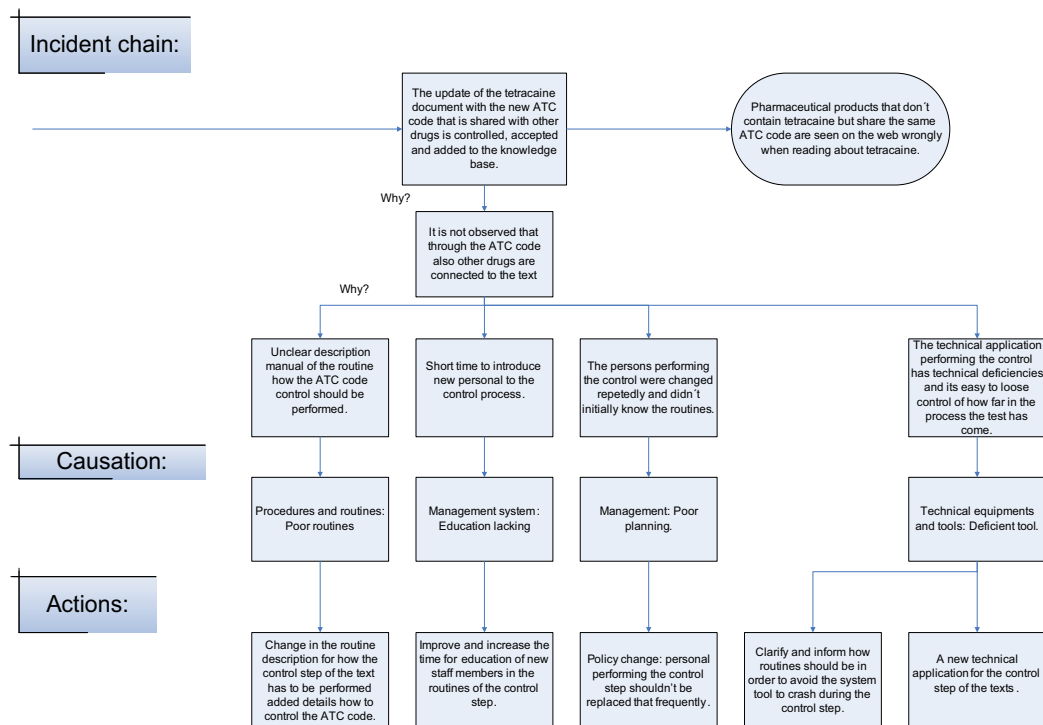 Incident chain:
The update of the tetracaine
document with the new ATC
code that is shared with other
drugs is controlled, accepted
and added to the knowledge
base.
Pharmaceutical products that don´t
contain tetracaine but share the same
ATC code are seen on the web wrongly
when reading about tetracaine.
Why?
It is not observed that
through the ATC code
also other drugs are
connected to the text
Why?
Unclear description
manual of the routine
how the ATC code
control should be
performed.
Short time to introduce
new personal to the
control process.
The persons performing
the control were changed
repetedly and didn´t
initially know the routines.
The technical application
performing the control
has technical deficiencies
and its easy to loose
control of how far in the
process the test has
come.
Causation:
Procedures and routines:
Poor routines
Management system :
Education lacking
Management: Poor
planning.
Technical equipments
and tools: Deficient tool.
Actions:
Change in the routine
description for how the
control step of the text
has to be performed
added details how to
control the ATC code.
Improve and increase the
time for education of new
staff members in the
routines of the control
step.
Policy change: personal
performing the control
step shouldn't be
replaced that frequently.
Clarify and inform how
routines should be in
order to avoid the system
tool to crash during the
control step.
A new technical
application for the control
step of the texts .